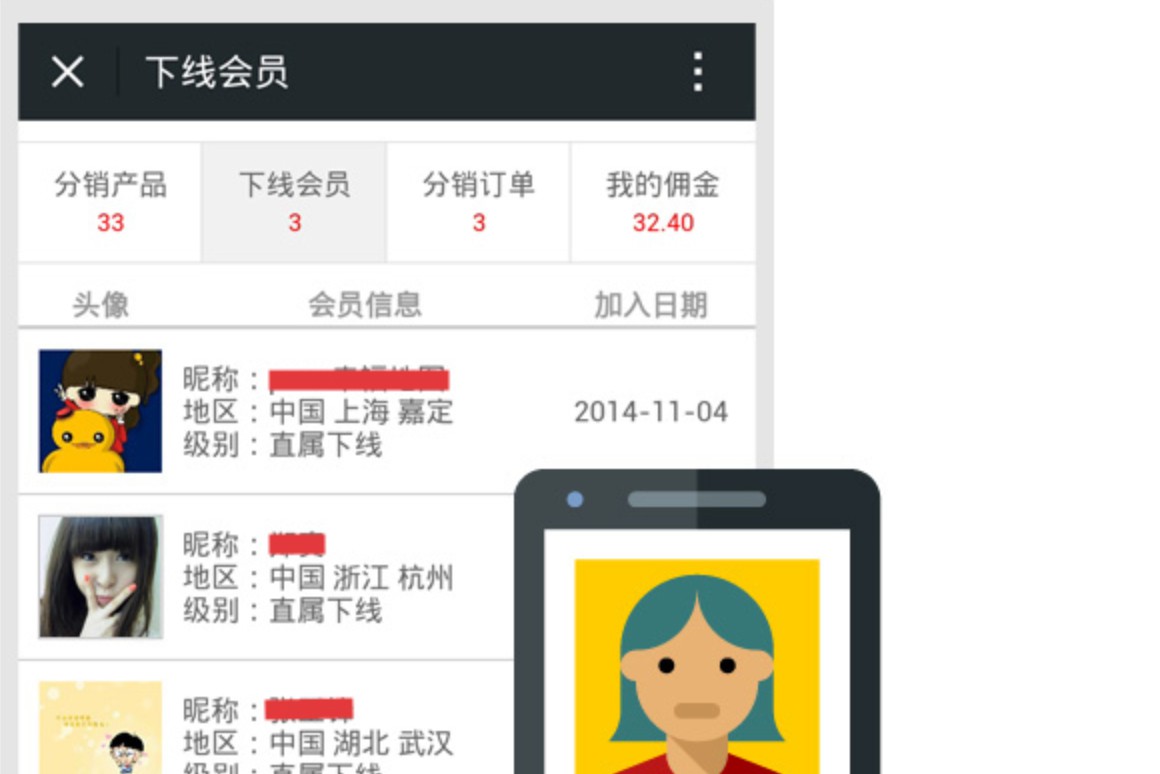 下线会员
分销产品 下线会员 分销订单 我的佣金
33 3 3 32.40
头像 会员信息 加入日期
昵称：
地区：中国 上海 嘉定
级别：直属下线
2014-11-04
昵称：
地区：中国 浙江 杭州
级别：直属下线
昵称：
地区：中国 湖北 武汉
级别：直属下线